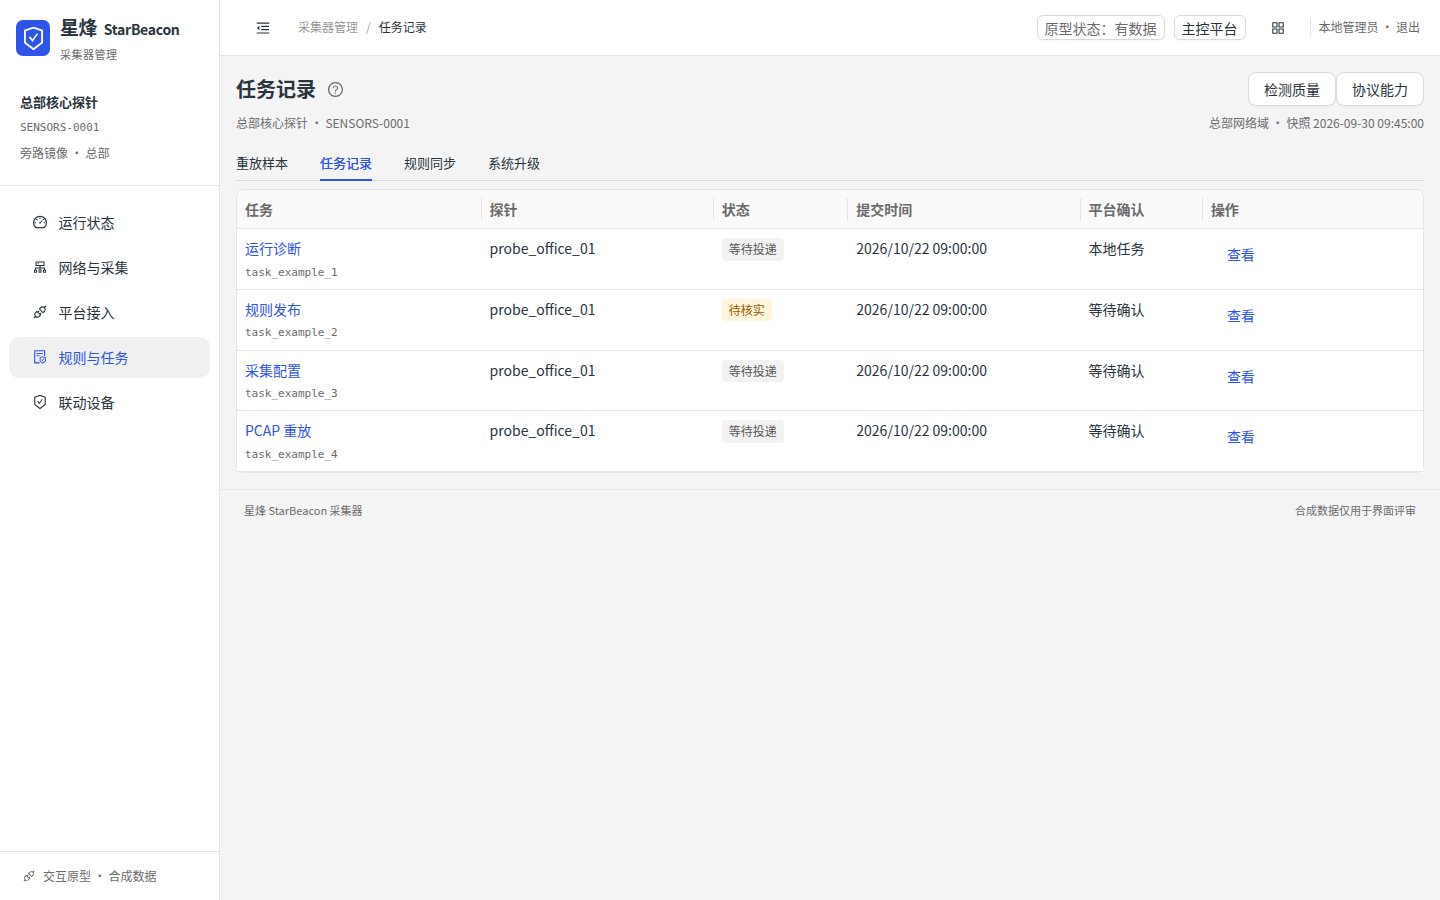 星烽 StarBeacon
采集器管理
总部核心探针
SENSORS-0001
旁路镜像 · 总部
运行状态
网络与采集
平台接入
规则与任务
联动设备
交互原型 · 合成数据
采集器管理 / 任务记录
原型状态：有数据 主控平台 本地管理员 · 退出
任务记录
检测质量 协议能力
总部核心探针 · SENSORS-0001
总部网络域 · 快照 2026-09-30 09:45:00
重放样本 任务记录 规则同步 系统升级
任务 探针 状态 提交时间 平台确认 操作
运行诊断 probe_office_01 等待投递 2026/10/22 09:00:00 本地任务 查看
task_example_1
规则发布 probe_office_01 待核实 2026/10/22 09:00:00 等待确认 查看
task_example_2
采集配置 probe_office_01 等待投递 2026/10/22 09:00:00 等待确认 查看
task_example_3
PCAP 重放 probe_office_01 等待投递 2026/10/22 09:00:00 等待确认 查看
task_example_4
星烽 StarBeacon 采集器
合成数据仅用于界面评审